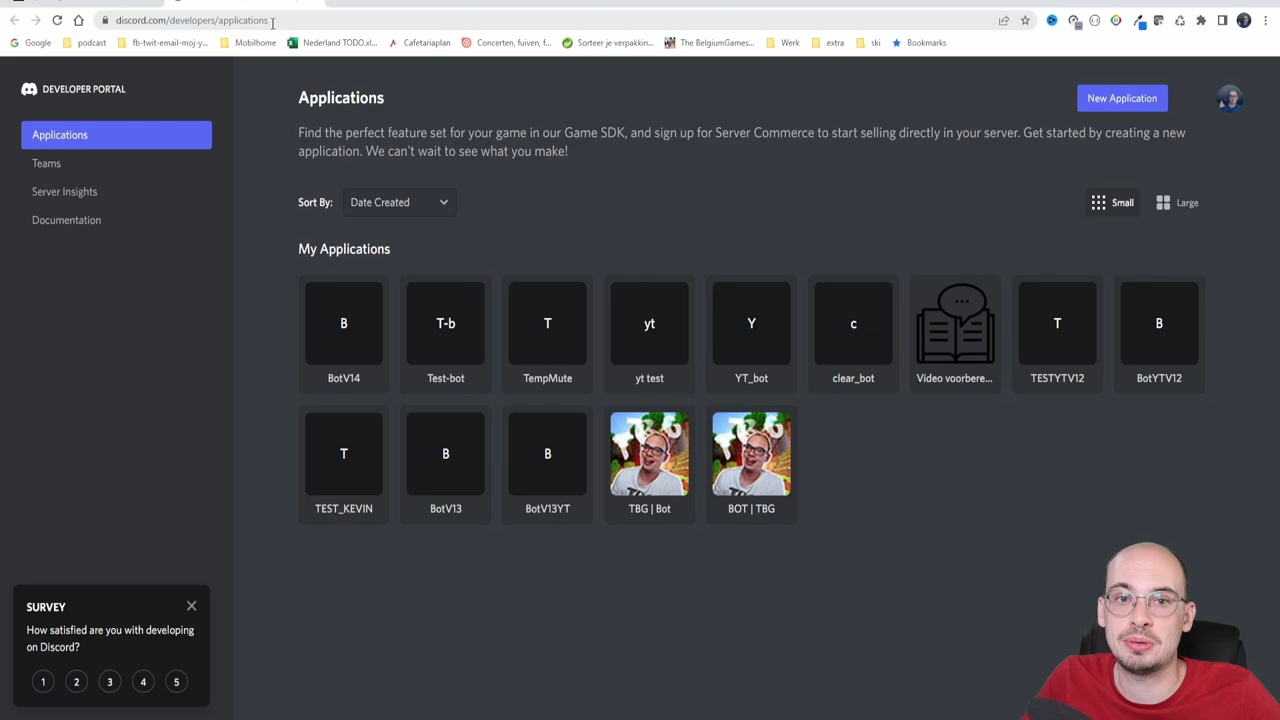 discord.com/developers/applications
Google
podcast
fb-twit-email-moj-y...
Mobilhome
Nederland TODO.xl...
Cafetariaplan
Concerten, fuiven, f...
Sorteer je verpakkin...
The BelgiumGames...
Werk
extra
ski
Bookmarks
DEVELOPER PORTAL
Applications
Teams
Server Insights
Documentation
Applications
New Application
Find the perfect feature set for your game in our Game SDK, and sign up for Server Commerce to start selling directly in your server. Get started by creating a new
application. We can't wait to see what you make!
Sort By:
Date Created
Small
Large
My Applications
B
T-b
T
yt
Y
c
T
B
BotV14
Test-bot
TempMute
yt test
YT_bot
clear_bot
Video voorbere...
TESTYTV12
BotYTV12
T
B
B
TEST_KEVIN
BotV13
BotV13YT
TBG | Bot
BOT | TBG
SURVEY
How satisfied are you with developing
on Discord?
1
2
3
4
5